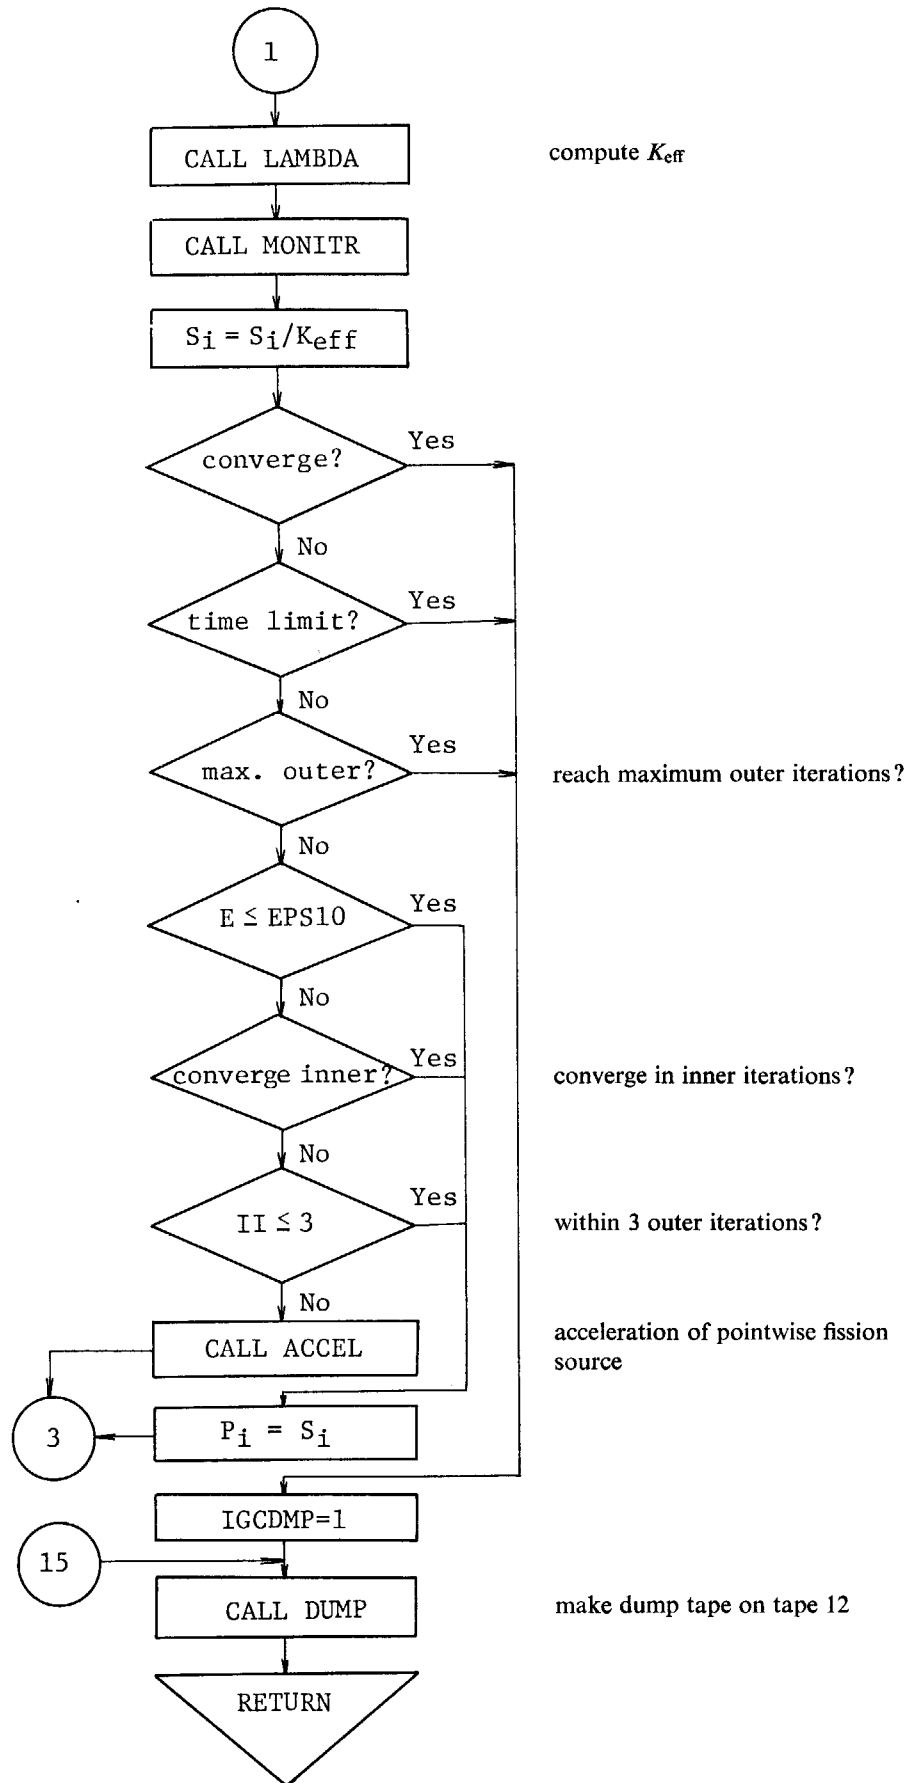 1
CALL LAMBDA
compute Keff
CALL MONITR
Si = Si/Keff
Yes
converge?
No
Yes
time limit?
No
Yes
max. outer?
reach maximum outer iterations?
No
Yes
E ≤ EPS10
No
Yes
converge inner?
converge in inner iterations?
No
Yes
II ≤ 3
within 3 outer iterations?
No
CALL ACCEL
acceleration of pointwise fission
source
3
Pi = Si
IGCDMP=1
15
CALL DUMP
make dump tape on tape 12
RETURN